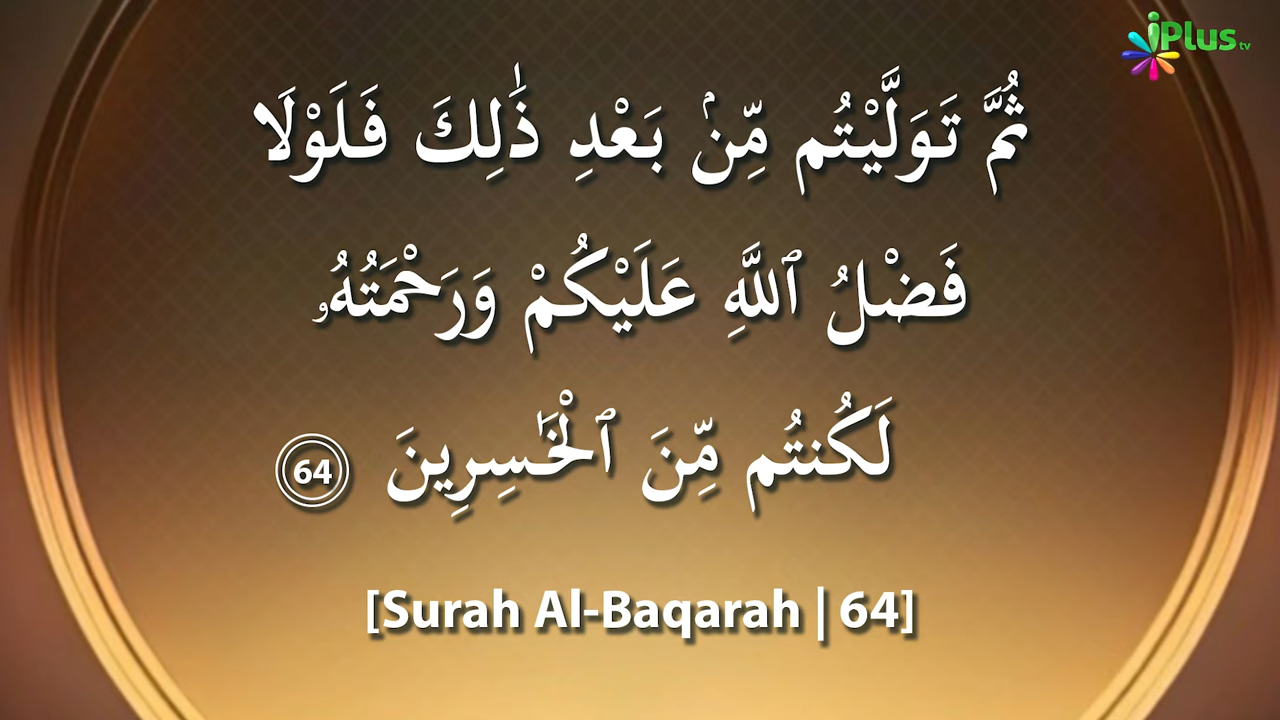 iPlus tv
ثُمَّ تَوَلَّيْتُم مِّنۢ بَعْدِ ذَٰلِكَ فَلَوْلَا
فَضْلُ ٱللَّهِ عَلَيْكُمْ وَرَحْمَتُهُۥ
لَكُنتُم مِّنَ ٱلْخَٰسِرِينَ 64
[Surah Al-Baqarah | 64]